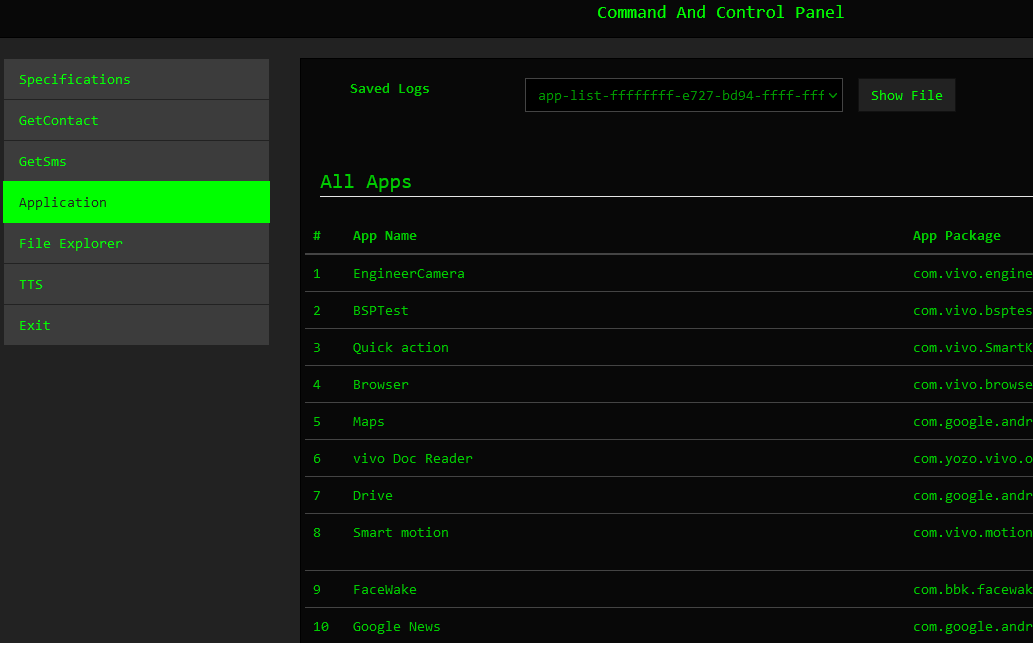 Command And Control Panel
Specifications
GetContact
GetSms
Application
File Explorer
TTS
Exit
Saved Logs
app-list-ffffffff-e727-bd94-ffff-fff
Show File
All Apps
# App Name App Package
1 EngineerCamera com.vivo.engine
2 BSPTest com.vivo.bsptes
3 Quick action com.vivo.SmartK
4 Browser com.vivo.browse
5 Maps com.google.andr
6 vivo Doc Reader com.yozo.vivo.o
7 Drive com.google.andr
8 Smart motion com.vivo.motion
9 FaceWake com.bbk.facewak
10 Google News com.google.andr